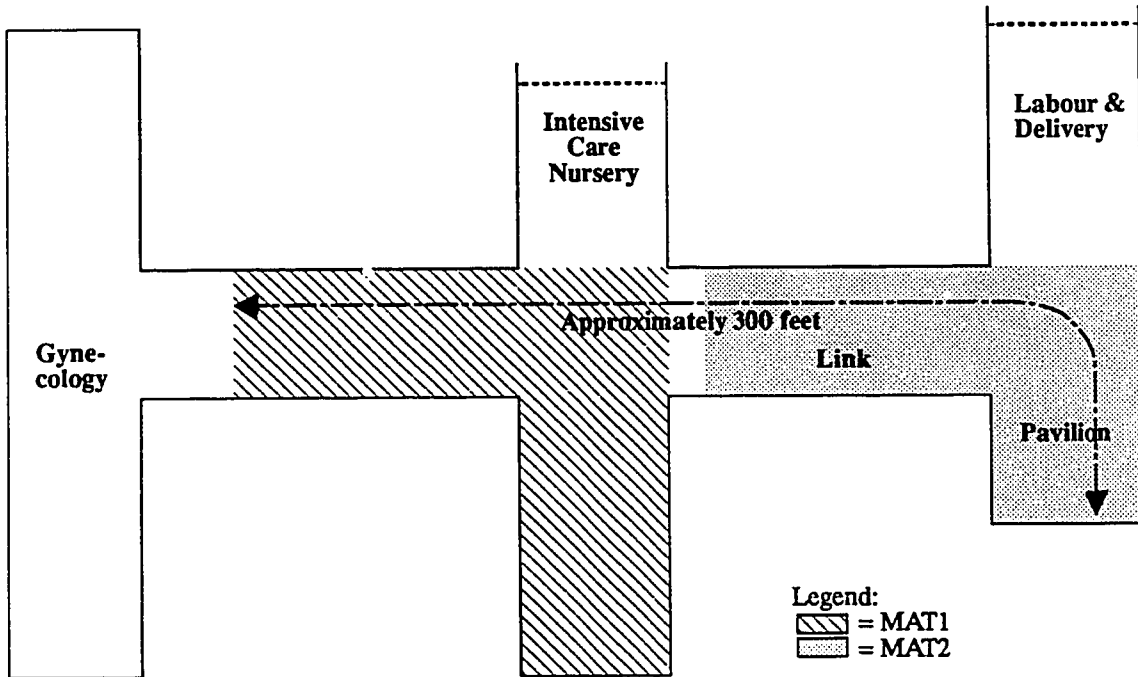 Labour &
Delivery
Intensive
Care
Nursery
Approximately 300 feet
Gyne-
cology
Link
Pavilion
Legend:
= MAT1
= MAT2